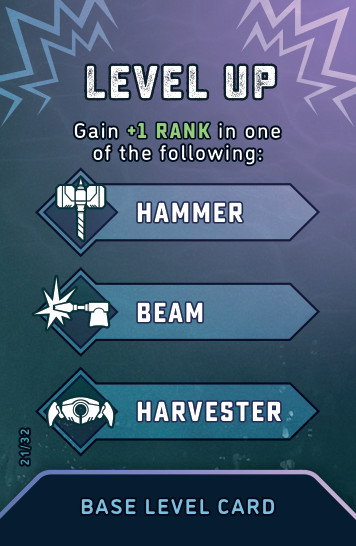 LEVEL UP
Gain +1 RANK in one
of the following:
HAMMER
BEAM
HARVESTER
21/32
BASE LEVEL CARD